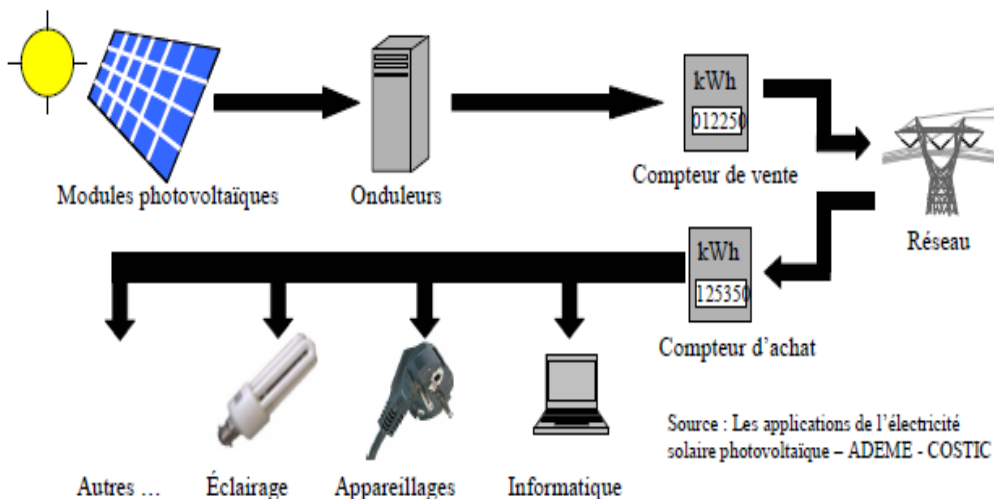 kWh
012250
Modules photovoltaïques
Onduleurs
Compteur de vente
Réseau
kWh
125350
Compteur d'achat
Source : Les applications de l'électricité
solaire photovoltaïque – ADEME - COSTIC
Autres …
Éclairage
Appareillages
Informatique